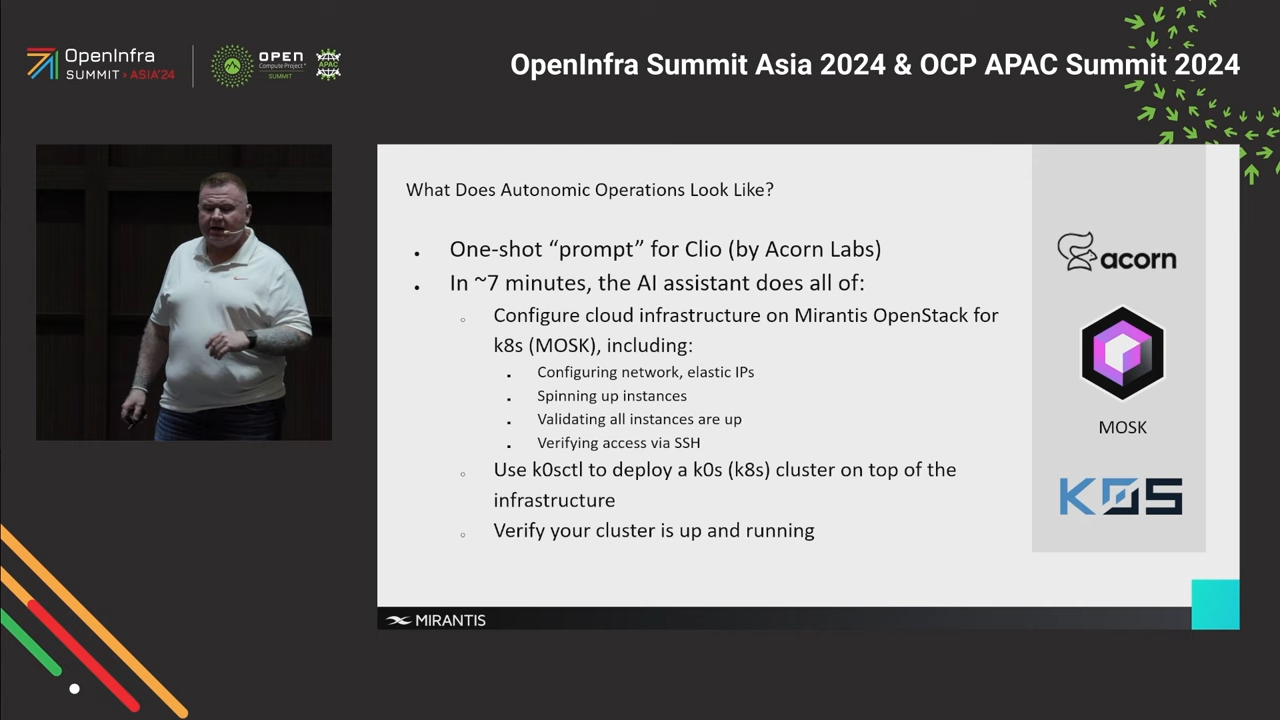 OpenInfra
SUMMIT ASIA'24
OPEN
Compute Project®
SUMMIT
APAC
OpenInfra Summit Asia 2024 & OCP APAC Summit 2024
What Does Autonomic Operations Look Like?
One-shot “prompt” for Clio (by Acorn Labs)
In ~7 minutes, the AI assistant does all of:
Configure cloud infrastructure on Mirantis OpenStack for
k8s (MOSK), including:
Configuring network, elastic IPs
Spinning up instances
Validating all instances are up
Verifying access via SSH
Use k0sctl to deploy a k0s (k8s) cluster on top of the
infrastructure
Verify your cluster is up and running
acorn
MOSK
K0S
MIRANTIS